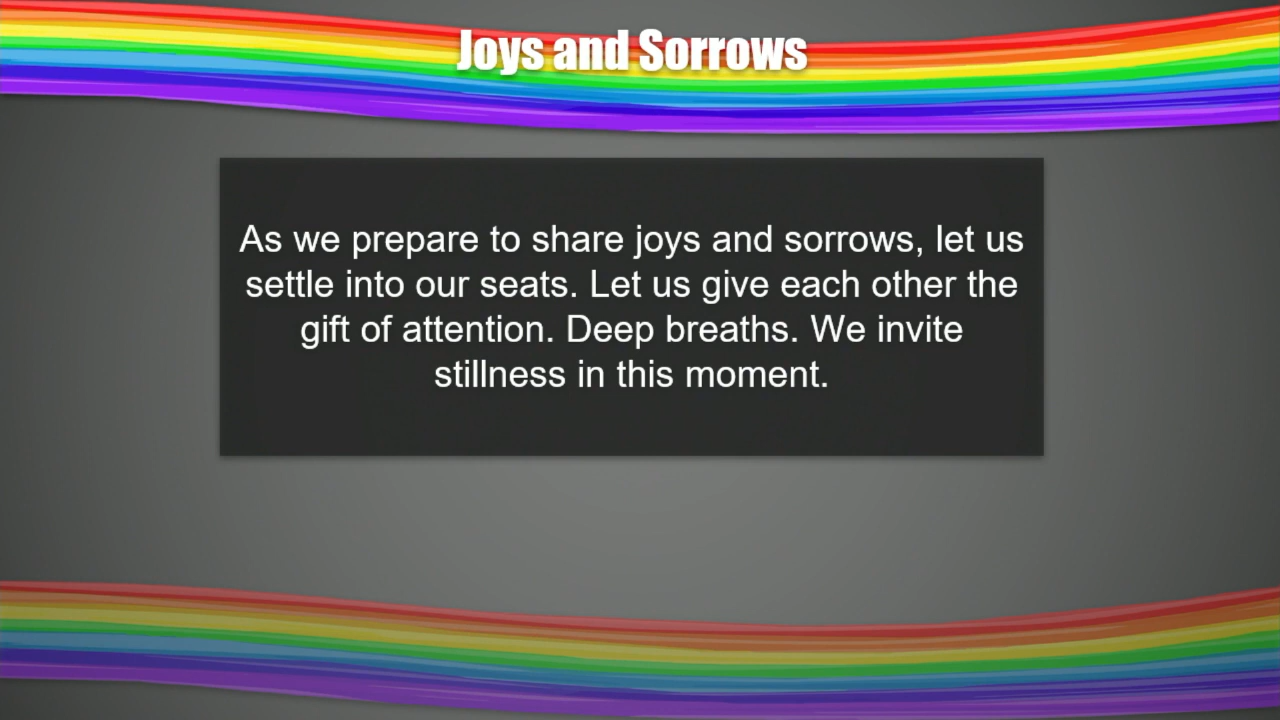 Joys and Sorrows
As we prepare to share joys and sorrows, let us
settle into our seats. Let us give each other the
gift of attention. Deep breaths. We invite
stillness in this moment.